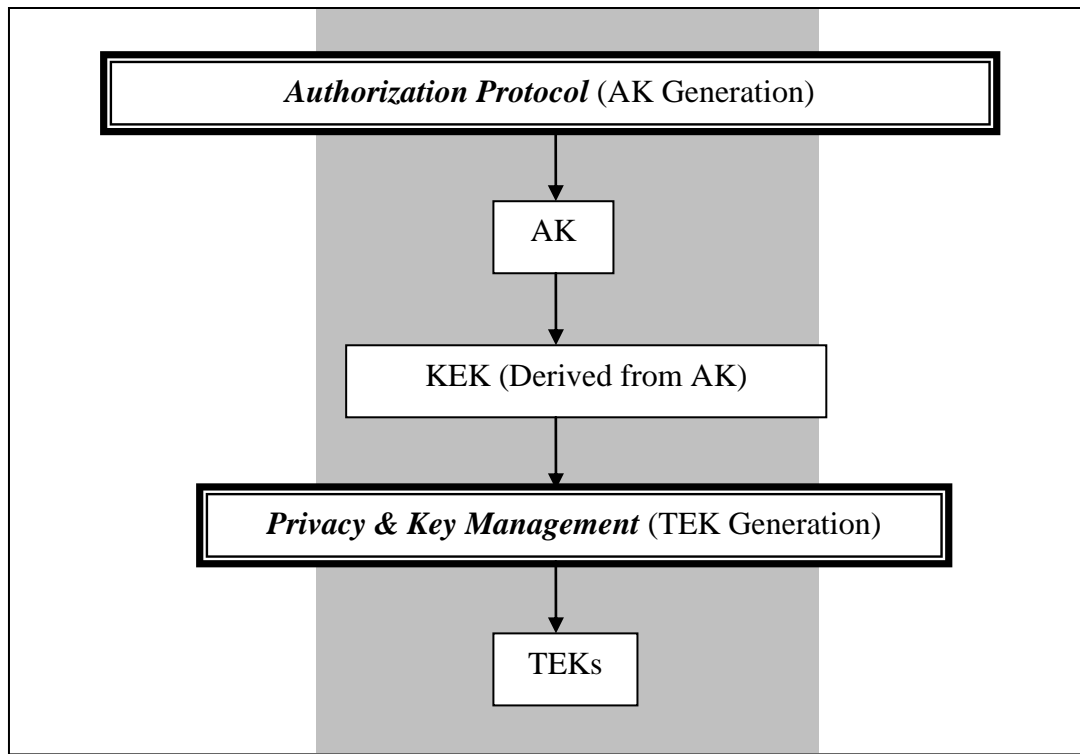 Authorization Protocol (AK Generation)
AK
KEK (Derived from AK)
Privacy & Key Management (TEK Generation)
TEKs